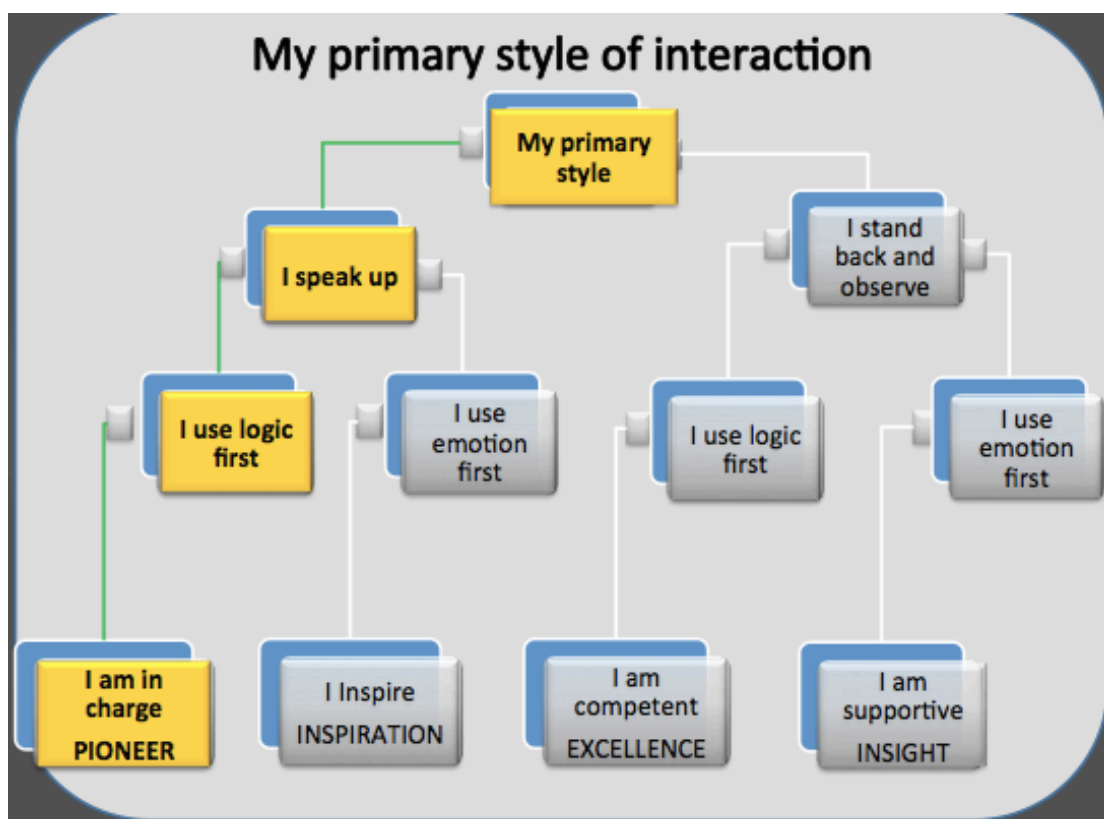 My primary style of interaction
My primary
style
I speak up
I stand
back and
observe
I use logic
first
I use
emotion
first
I use logic
first
I use
emotion
first
I am in
charge
PIONEER
I Inspire
INSPIRATION
I am
competent
EXCELLENCE
I am
supportive
INSIGHT